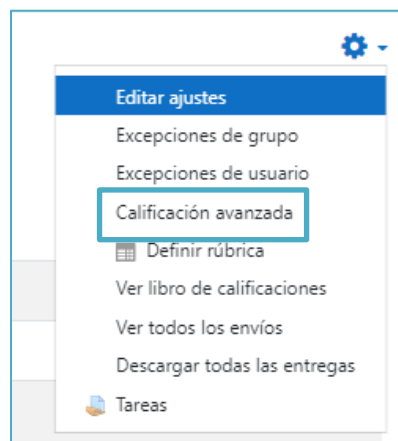 Editar ajustes
Excepciones de grupo
Excepciones de usuario
Calificación avanzada
Definir rúbrica
Ver libro de calificaciones
Ver todos los envíos
Descargar todas las entregas
Tareas